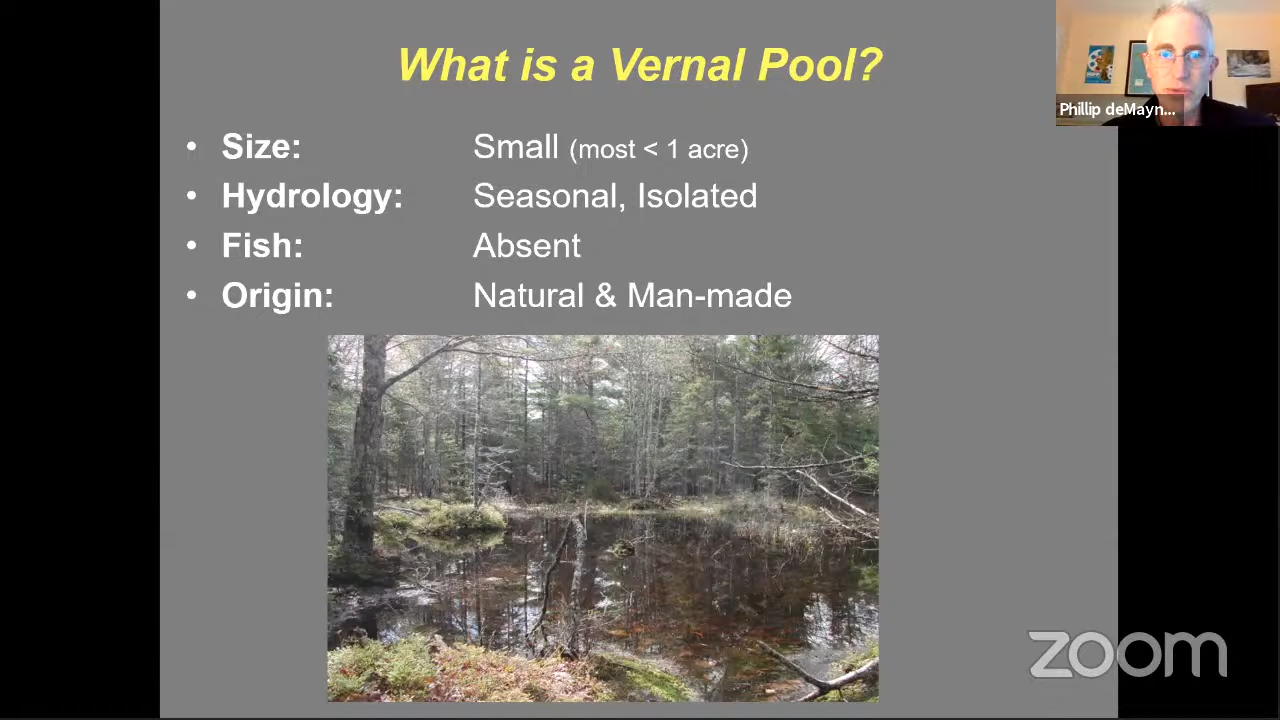 What is a Vernal Pool?
Phillip deMayn...
• Size: Small (most < 1 acre)
• Hydrology: Seasonal, Isolated
• Fish: Absent
• Origin: Natural & Man-made
zoom